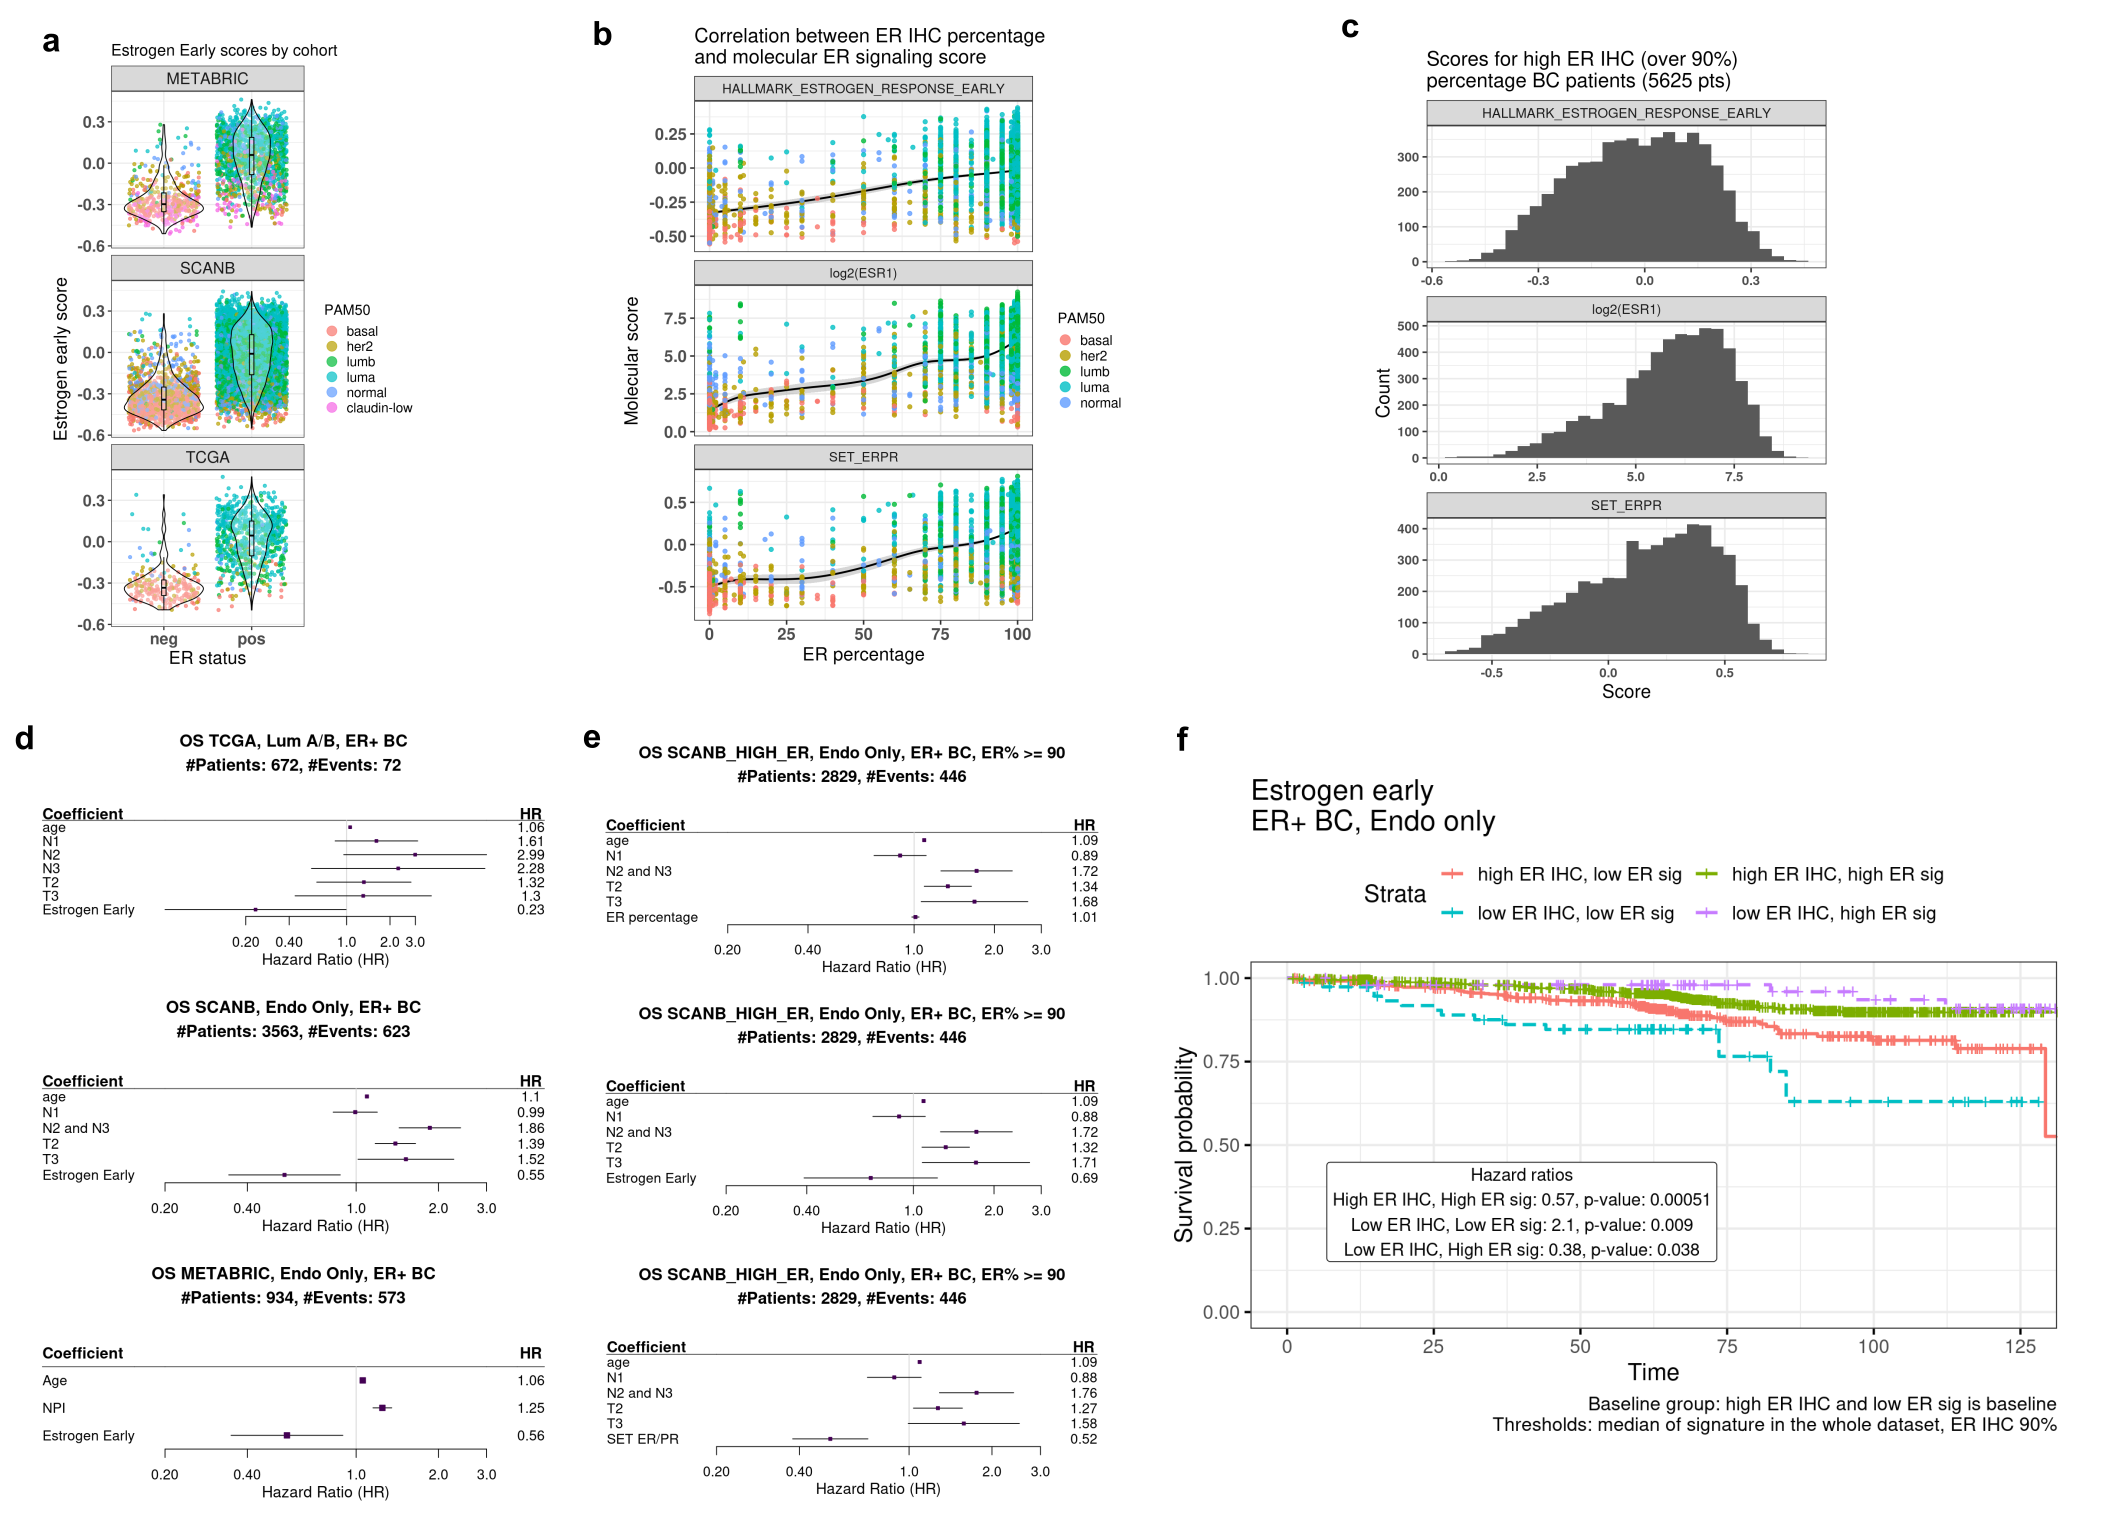 a
Estrogen Early scores by cohort
METABRIC
0.3
0.0
-0.3
-0.6
SCANB
0.3
0.0
-0.3
-0.6
TCGA
0.3
0.0
-0.3
-0.6
neg pos
ER status
Estrogen early score
PAM50
basal
her2
lumb
luma
normal
claudin-low
b
Correlation between ER IHC percentage
and molecular ER signaling score
HALLMARK_ESTROGEN_RESPONSE_EARLY
0.25
0.00
-0.25
-0.50
log2(ESR1)
7.5
5.0
2.5
0.0
SET_ERPR
0.5
0.0
-0.5
0 25 50 75 100
ER percentage
Molecular score
PAM50
basal
her2
lumb
luma
normal
c
Scores for high ER IHC (over 90%)
percentage BC patients (5625 pts)
HALLMARK_ESTROGEN_RESPONSE_EARLY
300
200
100
0
-0.6 -0.3 0.0 0.3
log2(ESR1)
500
400
300
200
100
0
0.0 2.5 5.0 7.5
SET_ERPR
400
300
200
100
0
-0.5 0.0 0.5
Score
Count
d
OS TCGA, Lum A/B, ER+ BC
#Patients: 672, #Events: 72
Coefficient HR
age 1.06
N1 1.61
N2 2.99
N3 2.28
T2 1.32
T3 1.3
Estrogen Early 0.23
0.20 0.40 1.0 2.0 3.0
Hazard Ratio (HR)
OS SCANB, Endo Only, ER+ BC
#Patients: 3563, #Events: 623
Coefficient HR
age 1.1
N1 0.99
N2 and N3 1.86
T2 1.39
T3 1.52
Estrogen Early 0.55
0.20 0.40 1.0 2.0 3.0
Hazard Ratio (HR)
OS METABRIC, Endo Only, ER+ BC
#Patients: 934, #Events: 573
Coefficient HR
Age 1.06
NPI 1.25
Estrogen Early 0.56
0.20 0.40 1.0 2.0 3.0
Hazard Ratio (HR)
e
OS SCANB_HIGH_ER, Endo Only, ER+ BC, ER% >= 90
#Patients: 2829, #Events: 446
Coefficient HR
age 1.09
N1 0.89
N2 and N3 1.72
T2 1.34
T3 1.68
ER percentage 1.01
0.20 0.40 1.0 2.0 3.0
Hazard Ratio (HR)
OS SCANB_HIGH_ER, Endo Only, ER+ BC, ER% >= 90
#Patients: 2829, #Events: 446
Coefficient HR
age 1.09
N1 0.88
N2 and N3 1.72
T2 1.32
T3 1.71
Estrogen Early 0.69
0.20 0.40 1.0 2.0 3.0
Hazard Ratio (HR)
OS SCANB_HIGH_ER, Endo Only, ER+ BC, ER% >= 90
#Patients: 2829, #Events: 446
Coefficient HR
age 1.09
N1 0.88
N2 and N3 1.76
T2 1.27
T3 1.58
SET ER/PR 0.52
0.20 0.40 1.0 2.0 3.0
Hazard Ratio (HR)
f
Estrogen early
ER+ BC, Endo only
Strata
high ER IHC, low ER sig high ER IHC, high ER sig
low ER IHC, low ER sig low ER IHC, high ER sig
1.00
0.75
0.50
0.25
0.00
Survival probability
Hazard ratios
High ER IHC, High ER sig: 0.57, p-value: 0.00051
Low ER IHC, Low ER sig: 2.1, p-value: 0.009
Low ER IHC, High ER sig: 0.38, p-value: 0.038
0 25 50 75 100 125
Time
Baseline group: high ER IHC and low ER sig is baseline
Thresholds: median of signature in the whole dataset, ER IHC 90%